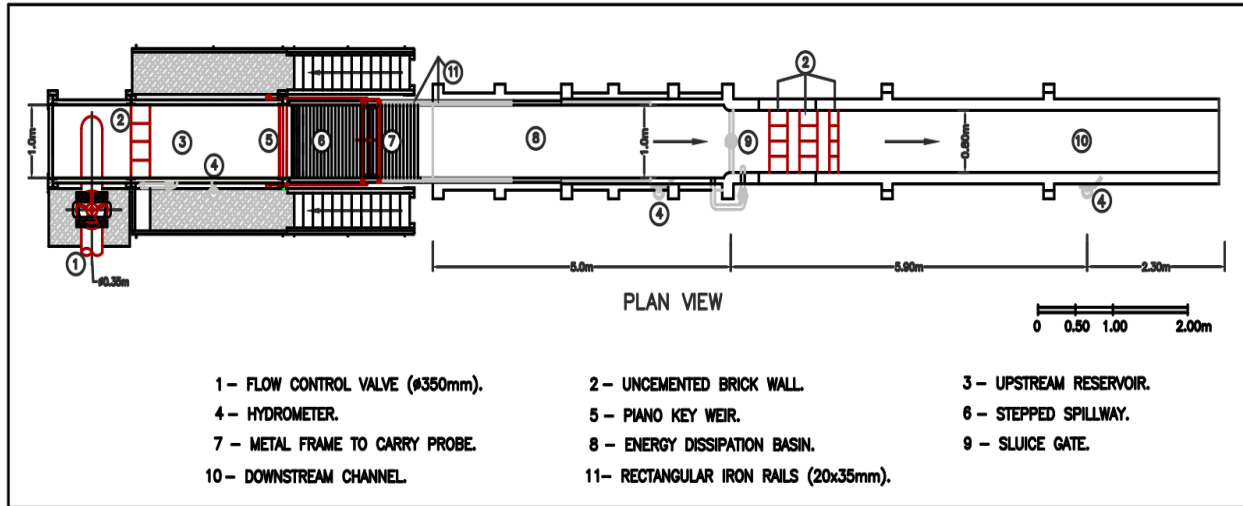 2
11
1.0m
2
3
5
6
7
8
1.0m
9
0.80m
10
4
4
4
1
ø0.35m
5.0m
5.90m
2.30m
PLAN VIEW
0 0.50 1.00 2.00m
1 – FLOW CONTROL VALVE (ø350mm). 2 – UNCEMENTED BRICK WALL. 3 – UPSTREAM RESERVOIR.
4 – HYDROMETER. 5 – PIANO KEY WEIR. 6 – STEPPED SPILLWAY.
7 – METAL FRAME TO CARRY PROBE. 8 – ENERGY DISSIPATION BASIN. 9 – SLUICE GATE.
10 – DOWNSTREAM CHANNEL. 11– RECTANGULAR IRON RAILS (20x35mm).